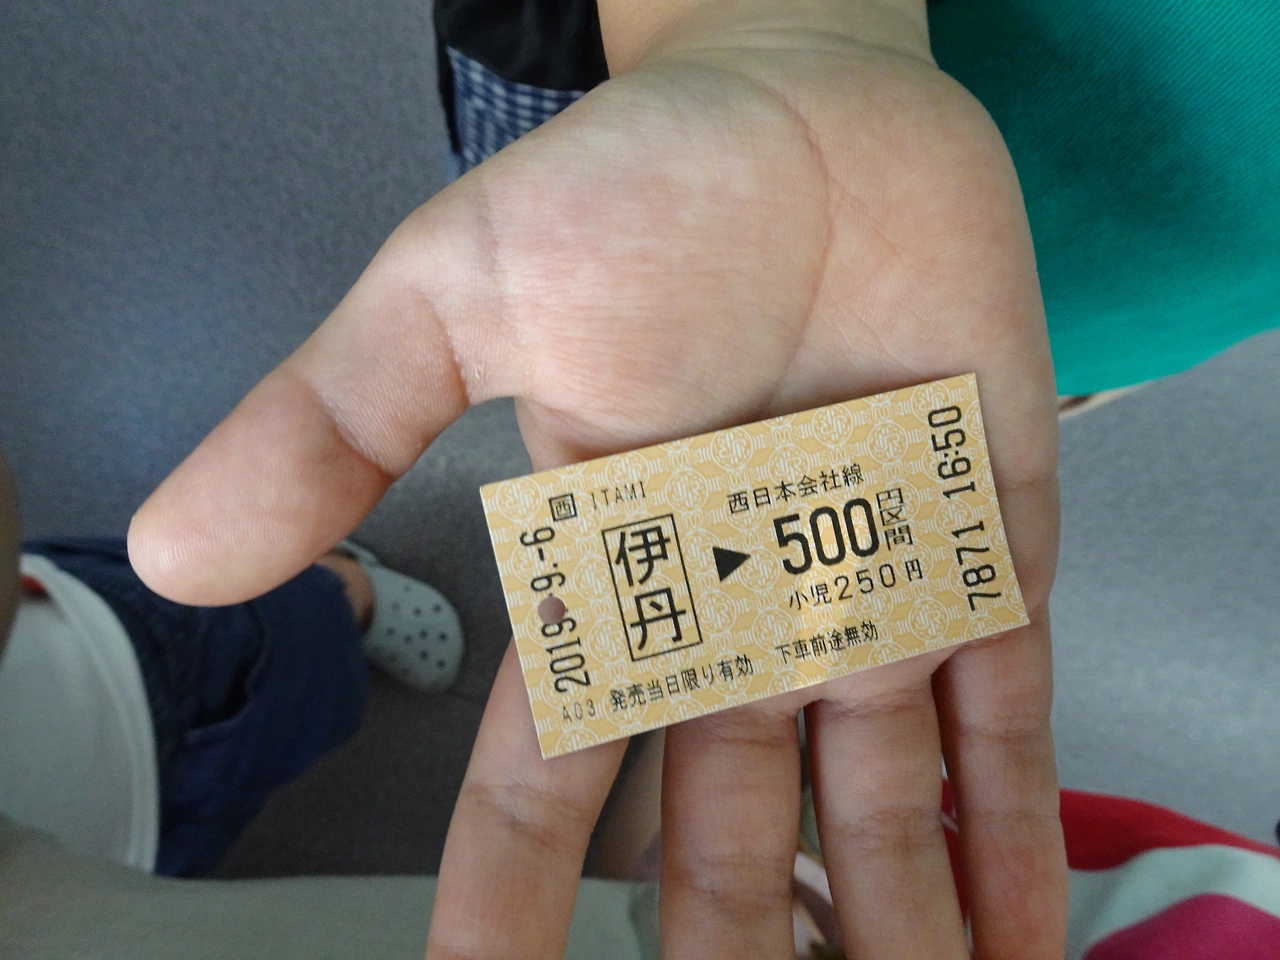 西 ITAMI
伊丹
西日本会社線
500円区間
小児250円
2019.-9.-6
7871 16:50
A03 発売当日限り有効 下車前途無効